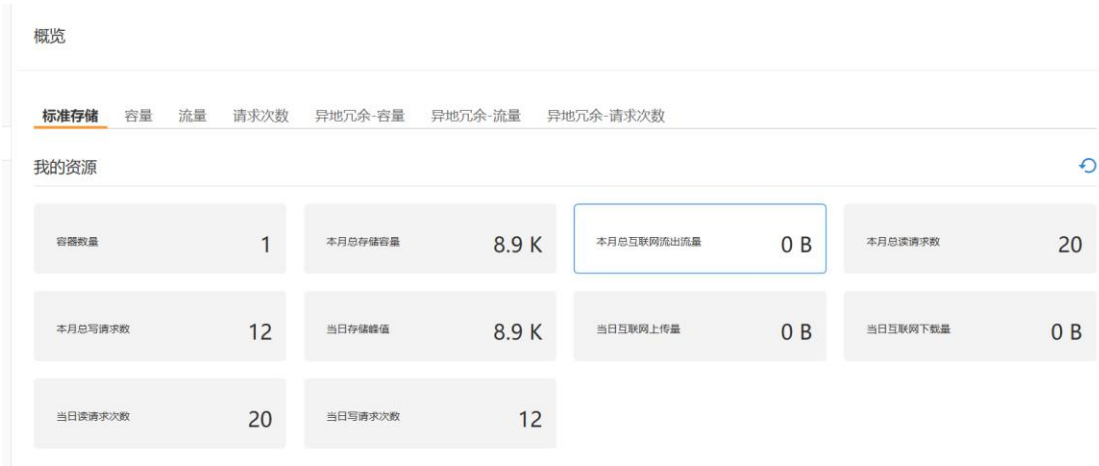 概览
标准存储 容量 流量 请求次数 异地冗余-容量 异地冗余-流量 异地冗余-请求次数
我的资源
容器数量 1 本月总存储容量 8.9 K 本月总互联网流出流量 0 B 本月总读请求数 20
本月总写请求数 12 当日存储峰值 8.9 K 当日互联网上传量 0 B 当日互联网下载量 0 B
当日读请求次数 20 当日写请求次数 12